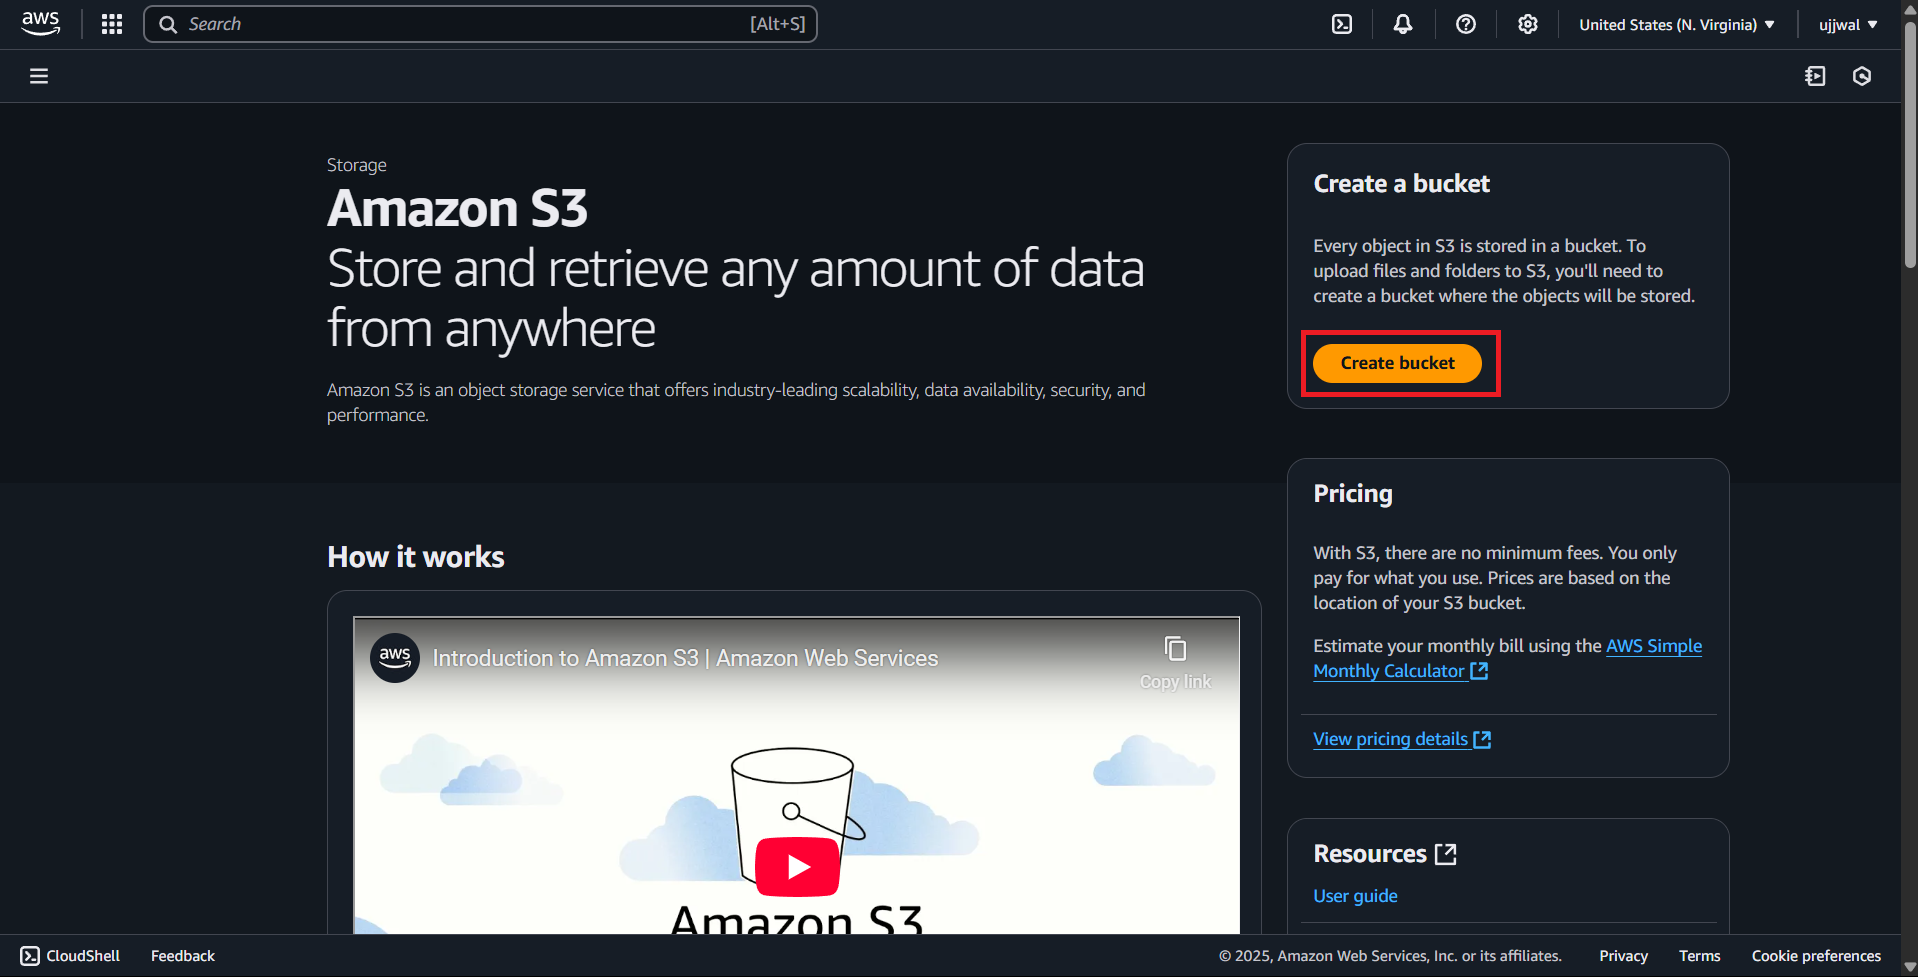 aws
Search
[Alt+S]
United States (N. Virginia)
ujjwal
Storage
Amazon S3
Store and retrieve any amount of data
from anywhere
Amazon S3 is an object storage service that offers industry-leading scalability, data availability, security, and
performance.
Create a bucket
Every object in S3 is stored in a bucket. To
upload files and folders to S3, you'll need to
create a bucket where the objects will be stored.
Create bucket
Pricing
With S3, there are no minimum fees. You only
pay for what you use. Prices are based on the
location of your S3 bucket.
Estimate your monthly bill using the AWS Simple
Monthly Calculator
View pricing details
How it works
aws
Introduction to Amazon S3 | Amazon Web Services
Copy link
Amazon S3
Resources
User guide
CloudShell
Feedback
© 2025, Amazon Web Services, Inc. or its affiliates.
Privacy
Terms
Cookie preferences